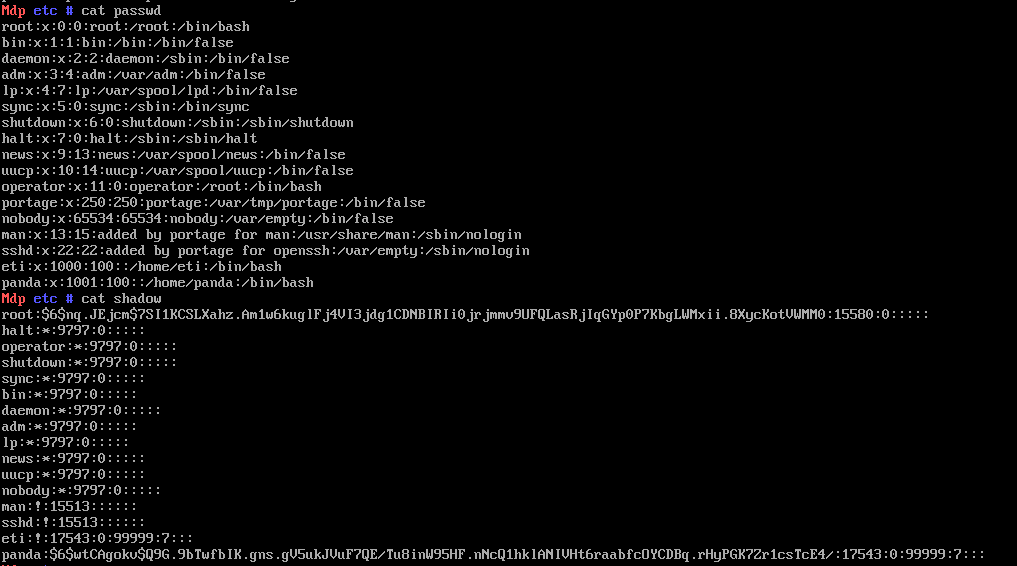 Mdp etc # cat passwd
root:x:0:0:root:/root:/bin/bash
bin:x:1:1:bin:/bin:/bin/false
daemon:x:2:2:daemon:/sbin:/bin/false
adm:x:3:4:adm:/var/adm:/bin/false
lp:x:4:7:lp:/var/spool/lpd:/bin/false
sync:x:5:0:sync:/sbin:/bin/sync
shutdown:x:6:0:shutdown:/sbin:/sbin/shutdown
halt:x:7:0:halt:/sbin:/sbin/halt
news:x:9:13:news:/var/spool/news:/bin/false
uucp:x:10:14:uucp:/var/spool/uucp:/bin/false
operator:x:11:0:operator:/root:/bin/bash
portage:x:250:250:portage:/var/tmp/portage:/bin/false
nobody:x:65534:65534:nobody:/var/empty:/bin/false
man:x:13:15:added by portage for man:/usr/share/man:/sbin/nologin
sshd:x:22:22:added by portage for openssh:/var/empty:/sbin/nologin
eti:x:1000:100::/home/eti:/bin/bash
panda:x:1001:100::/home/panda:/bin/bash
Mdp etc # cat shadow
root:$6$nq.JEjcm$7SI1KCSLXahz.Am1w6kuglFj4VI3jdg1CDNBIRIi0jrjmmv9UFQLasRjIqGYp0P7KbgLWMxii.8XycKotVWMM0:15580:0:::::
halt:*:9797:0:::::
operator:*:9797:0:::::
shutdown:*:9797:0:::::
sync:*:9797:0:::::
bin:*:9797:0:::::
daemon:*:9797:0:::::
adm:*:9797:0:::::
lp:*:9797:0:::::
news:*:9797:0:::::
uucp:*:9797:0:::::
nobody:*:9797:0:::::
man:!:15513::::::
sshd:!:15513::::::
eti:!:17543:0:99999:7:::
panda:$6$wtCAgokv$Q9G.9bTwfbIK.gns.gV5ukJVuF7QE/Tu8inW95HF.nNcQ1hklANIVHt6raabfcOYCDBq.rHyPGK7Zr1csTcE4/:17543:0:99999:7:::